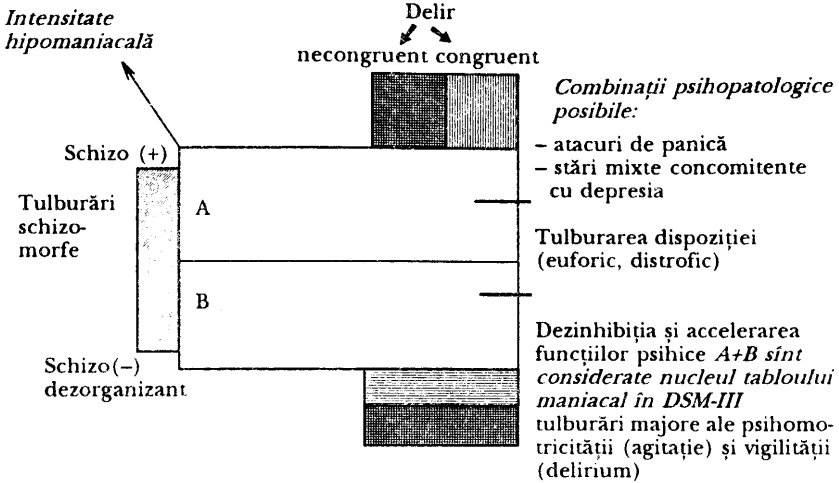 Intensitate
hipomaniacală
Delir
necongruent congruent
Combinații psihopatologice
posibile:
– atacuri de panică
– stări mixte concomitente
cu depresia
Schizo (+)
Tulburări
schizo-
morfe
A
Tulburarea dispoziției
(euforic, distrofic)
B
Schizo(–)
dezorganizant
Dezinhibiția și accelerarea
funcțiilor psihice A+B sînt
considerate nucleul tabloului
maniacal în DSM-III
tulburări majore ale psihomo-
tricității (agitație) și vigilității
(delirium)